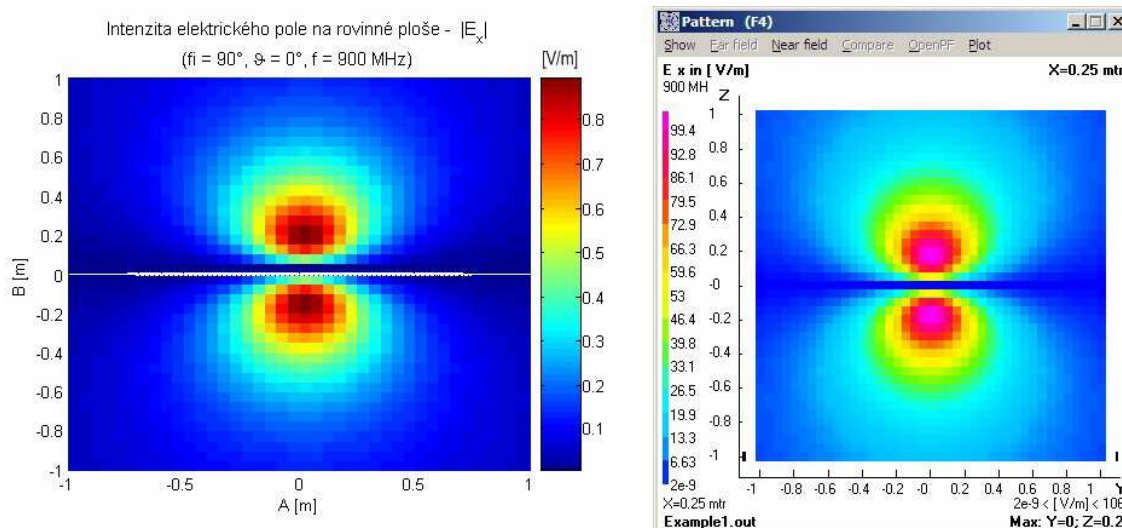 Intenzita elektrického pole na rovinné ploše - |E_x|
(fi = 90°, ϑ = 0°, f = 900 MHz)
[V/m]
1
0.8
0.6
0.4
0.2
0
-0.2
-0.4
-0.6
-0.8
-1
B [m]
-1
-0.5
0
0.5
1
A [m]
0.8
0.7
0.6
0.5
0.4
0.3
0.2
0.1
Pattern (F4)
Show Far field Near field Compare OpenPF Plot
E x in [ V/m]
X=0.25 mtr
900 MH
Z
99.4
92.8
86.1
79.5
72.9
66.3
59.6
53
46.4
39.8
33.1
26.5
19.9
13.3
6.63
2e-9
1
0.8
0.6
0.4
0.2
-0
-0.2
-0.4
-0.6
-0.8
-1
-1 -0.8 -0.6 -0.4 -0.2 -0 0.2 0.4 0.6 0.8 1 Y
X=0.25 mtr
2e-9 < [ V/m] < 106
Example1.out
Max: Y=0; Z=0.2